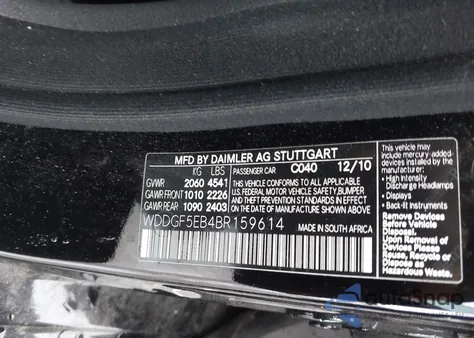 MFD BY DAIMLER AG STUTTGART
KG LBS PASSENGER CAR C040 12/10
GVWR 2060 4541 THIS VEHICLE CONFORMS TO ALL APPLICABLE
GAWR FRONT 1010 2226 U.S. FEDERAL MOTOR VEHICLE SAFETY, BUMPER
GAWR REAR 1090 2403 AND THEFT PREVENTION STANDARDS IN EFFECT
ON THE DATE OF MANUFACTURE SHOWN ABOVE.
WDDGF5EB4BR159614 MADE IN SOUTH AFRICA
This vehicle may
include mercury-added
devices installed by the
manufacturer:
- High Intensity
Discharge Headlamps
- Entertainment
Displays
- Back-lit Instruments
Remove Devices Before
Vehicle Disposal.
Upon Removal of Devices
Please Reuse, Recycle
or Dispose as
Hazardous Waste.
AutoSnap